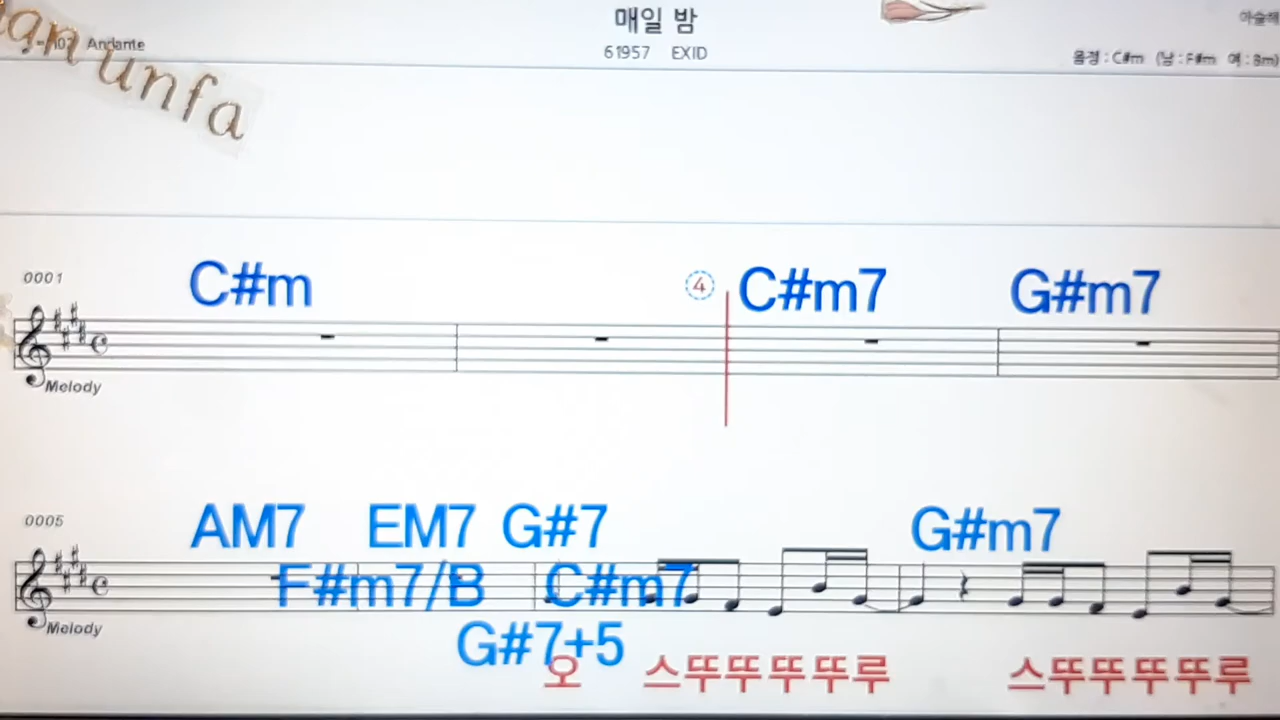 매일 밤
Andante
61957 EXID
음정 : C#m (남 : F#m 여 : Bm)
unfa
0001
C#m
4
C#m7
G#m7
Melody
0005
AM7
EM7
G#7
G#m7
F#m7/B
C#m7
Melody
G#7+5
오 스뚜뚜뚜뚜루 스뚜뚜뚜뚜루